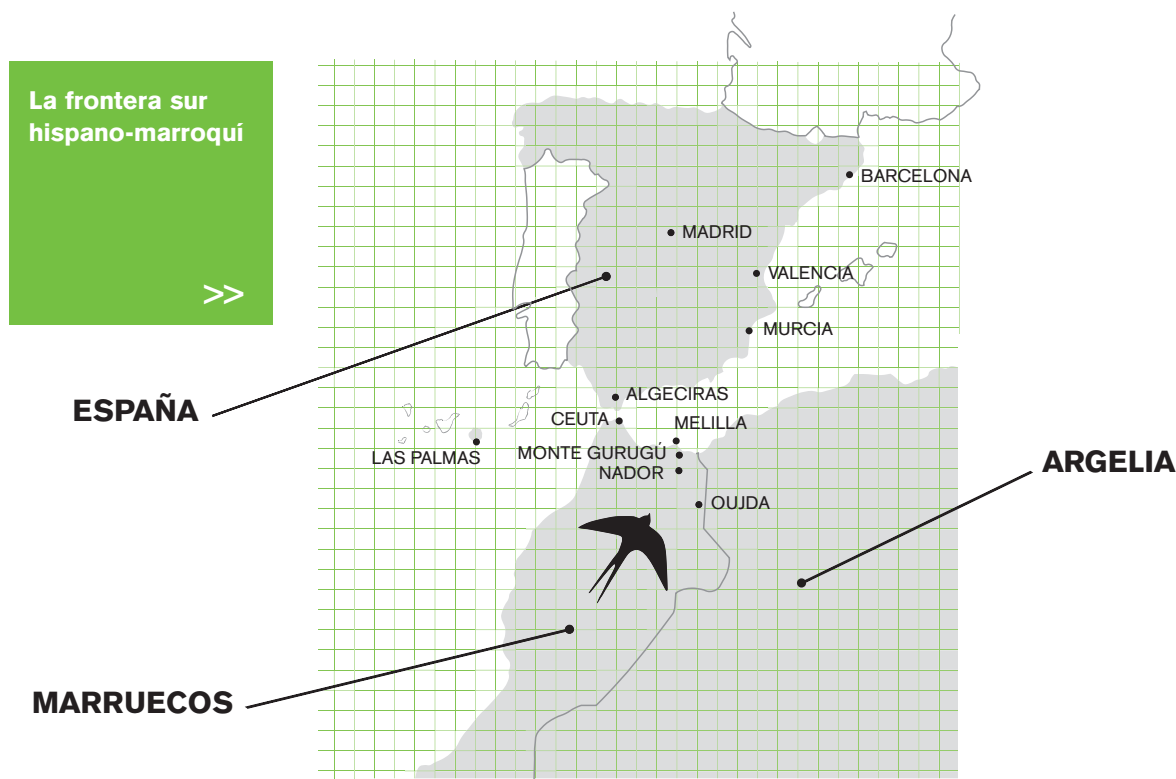 La frontera sur
hispano-marroquí
>>
BARCELONA
MADRID
VALENCIA
MURCIA
ESPAÑA
ALGECIRAS
CEUTA
MELILLA
LAS PALMAS
MONTE GURUGÚ
NADOR
ARGELIA
OUJDA
MARRUECOS